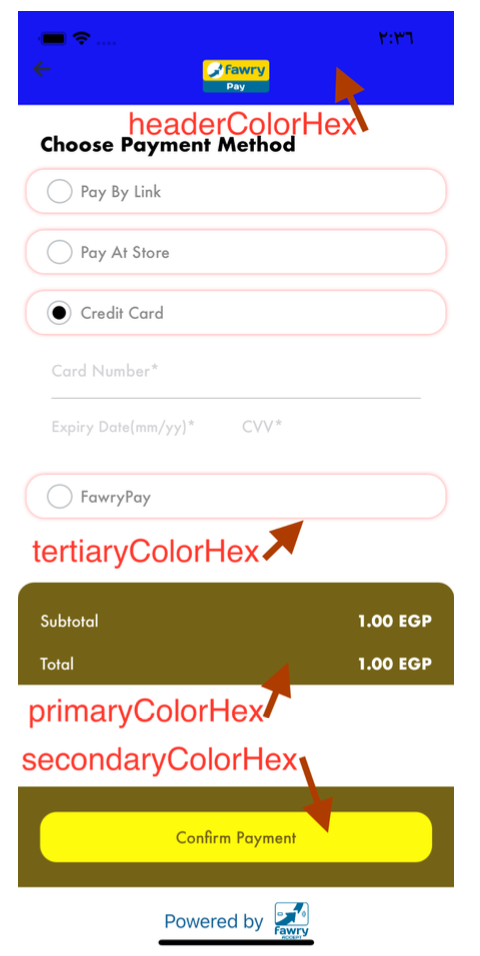 ٢:٣٦
fawry
Pay
headerColorHex
Choose Payment Method
Pay By Link
Pay At Store
Credit Card
Card Number*
Expiry Date(mm/yy)* CVV*
FawryPay
tertiaryColorHex
Subtotal 1.00 EGP
Total 1.00 EGP
primaryColorHex
secondaryColorHex
Confirm Payment
Powered by fawry
ACCEPT